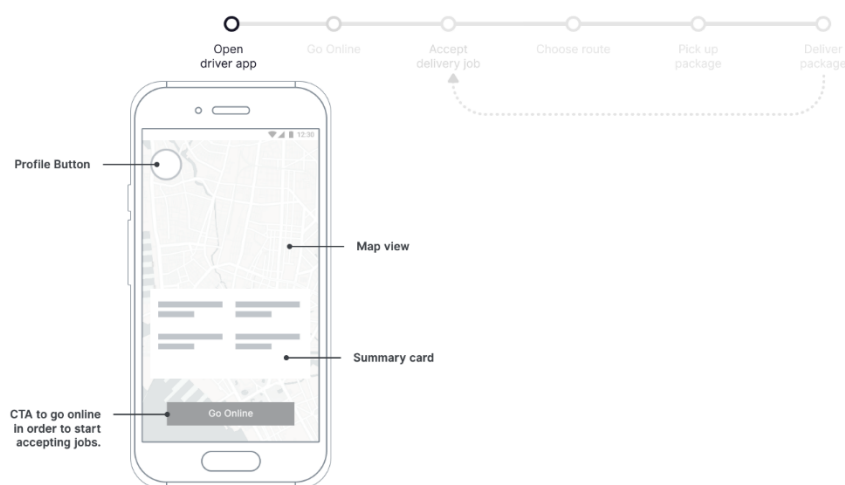 Open
driver app
Go Online
Accept
delivery job
Choose route
Pick up
package
Deliver
package
12:30
Profile Button
Map view
Summary card
CTA to go online
in order to start
accepting jobs.
Go Online